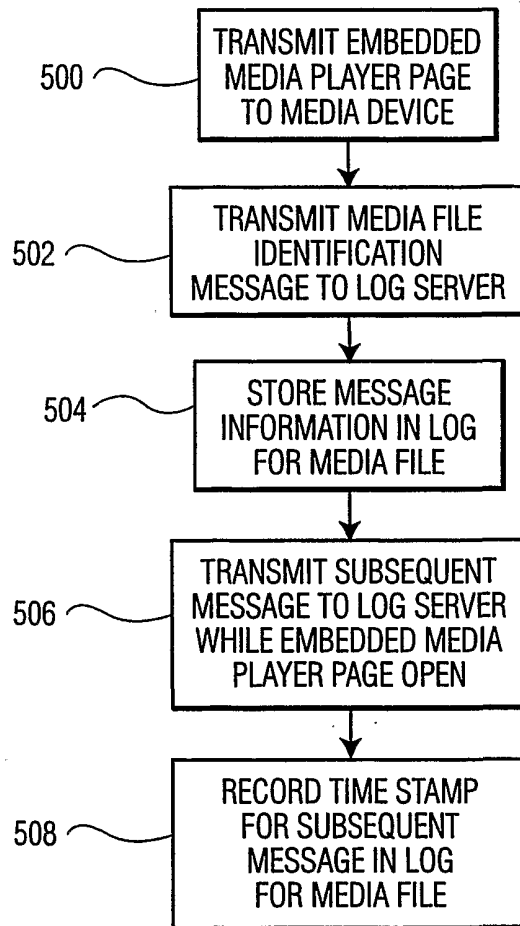 500
TRANSMIT EMBEDDED
MEDIA PLAYER PAGE
TO MEDIA DEVICE
502
TRANSMIT MEDIA FILE
IDENTIFICATION
MESSAGE TO LOG SERVER
504
STORE MESSAGE
INFORMATION IN LOG
FOR MEDIA FILE
506
TRANSMIT SUBSEQUENT
MESSAGE TO LOG SERVER
WHILE EMBEDDED MEDIA
PLAYER PAGE OPEN
508
RECORD TIME STAMP
FOR SUBSEQUENT
MESSAGE IN LOG
FOR MEDIA FILE